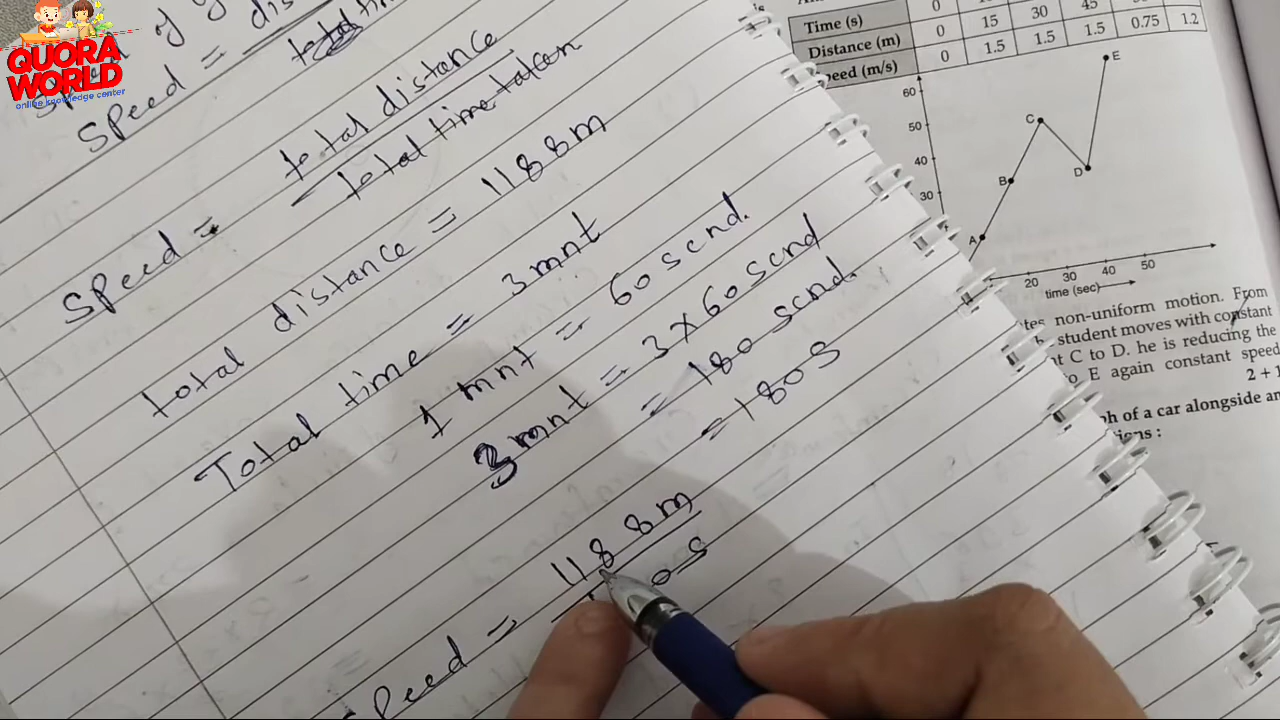 QUORA
WORLD
online knowledge center
Speed =
Speed = total distance
total time taken
total distance = 1188m
Total time = 3mnt
1 mnt = 60 scnd.
3mnt = 3×60 scnd
= 180 scnd.
= 180 S
Speed = 1188m
Time (s) 0
Distance (m) 0 15 30 45
Speed (m/s) 0 1.5 1.5 1.5 0.75 1.2
60
50
40
30
A
B
C
D
E
20 30 40 50
time (sec)
non-uniform motion. From
student moves with constant
C to D. he is reducing the
E again constant speed
2 + 1
of a car alongside